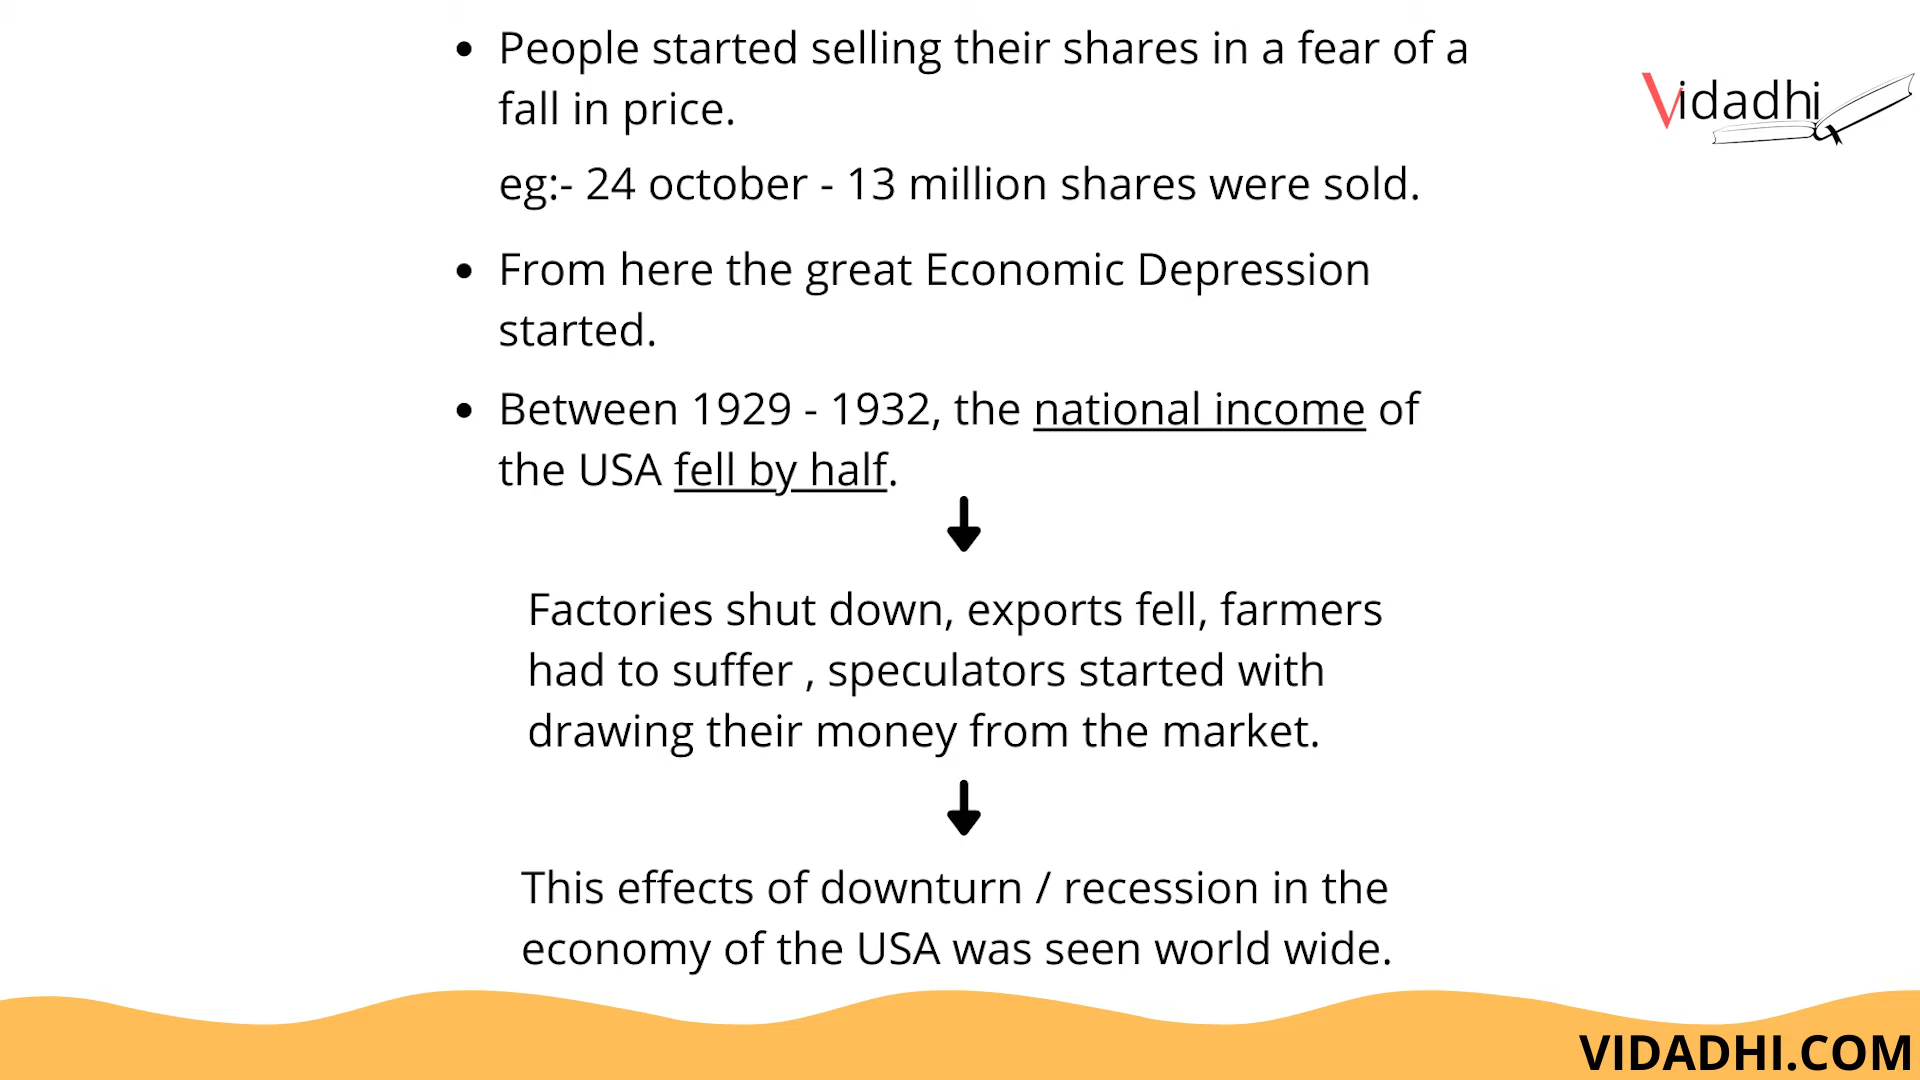 • People started selling their shares in a fear of a
fall in price.
eg:- 24 october - 13 million shares were sold.
• From here the great Economic Depression
started.
• Between 1929 - 1932, the national income of
the USA fell by half.
Factories shut down, exports fell, farmers
had to suffer , speculators started with
drawing their money from the market.
This effects of downturn / recession in the
economy of the USA was seen world wide.
Vidadhi
VIDADHI.COM